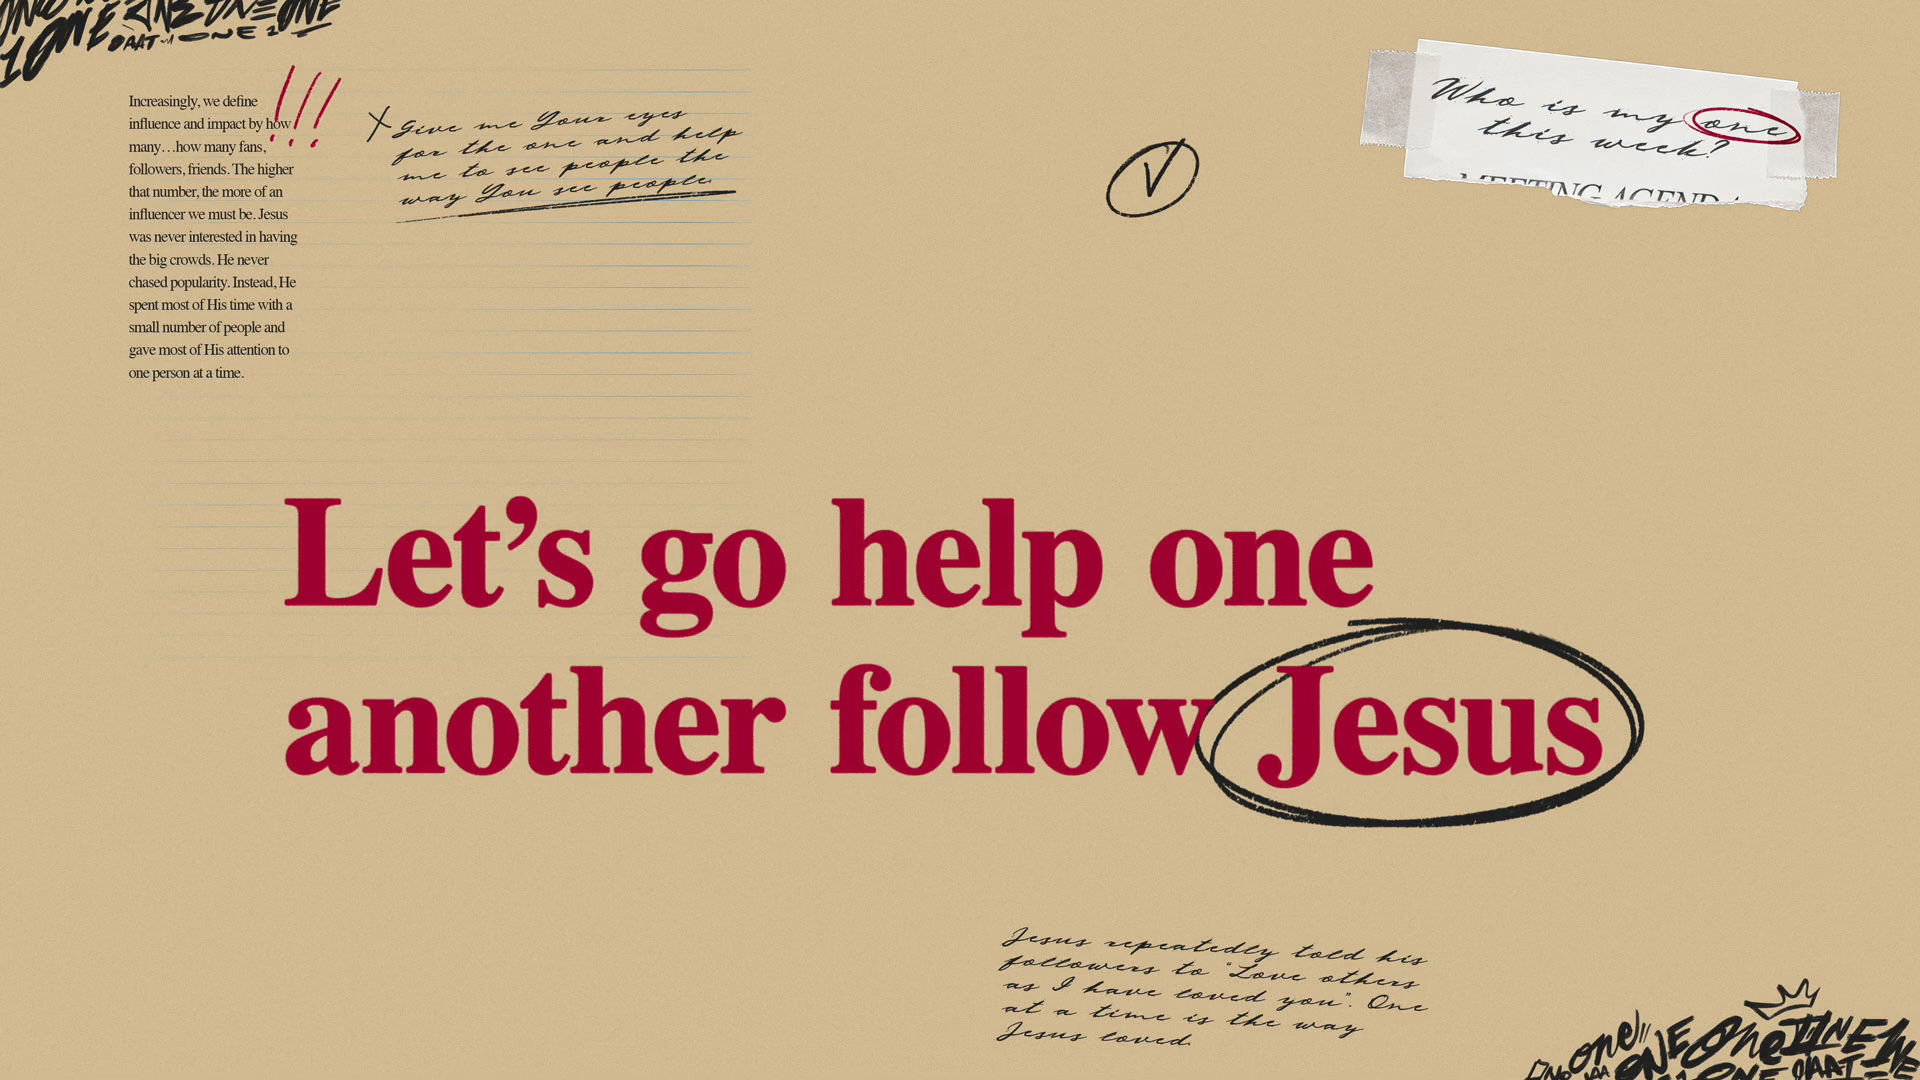 Increasingly, we define
influence and impact by how
many…how many fans,
followers, friends. The higher
that number, the more of an
influencer we must be. Jesus
was never interested in having
the big crowds. He never
chased popularity. Instead, He
spent most of His time with a
small number of people and
gave most of His attention to
one person at a time.
!!!
Give me Your eyes
for the one and help
me to see people the
way You see people.
Who is my one
this week?
MEETING AGENDA
Let’s go help one
another follow Jesus
Jesus repeatedly told his
followers to “Love others
as I have loved you”. One
at a time is the way
Jesus loved.